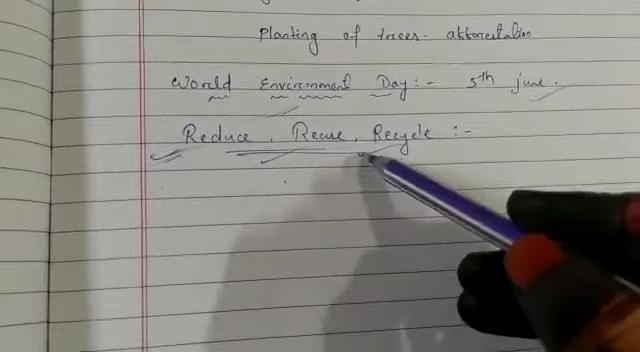 Planting of trees - afforestation
World Environment Day :- 5th june.
Reduce, Reuse, Recycle :-